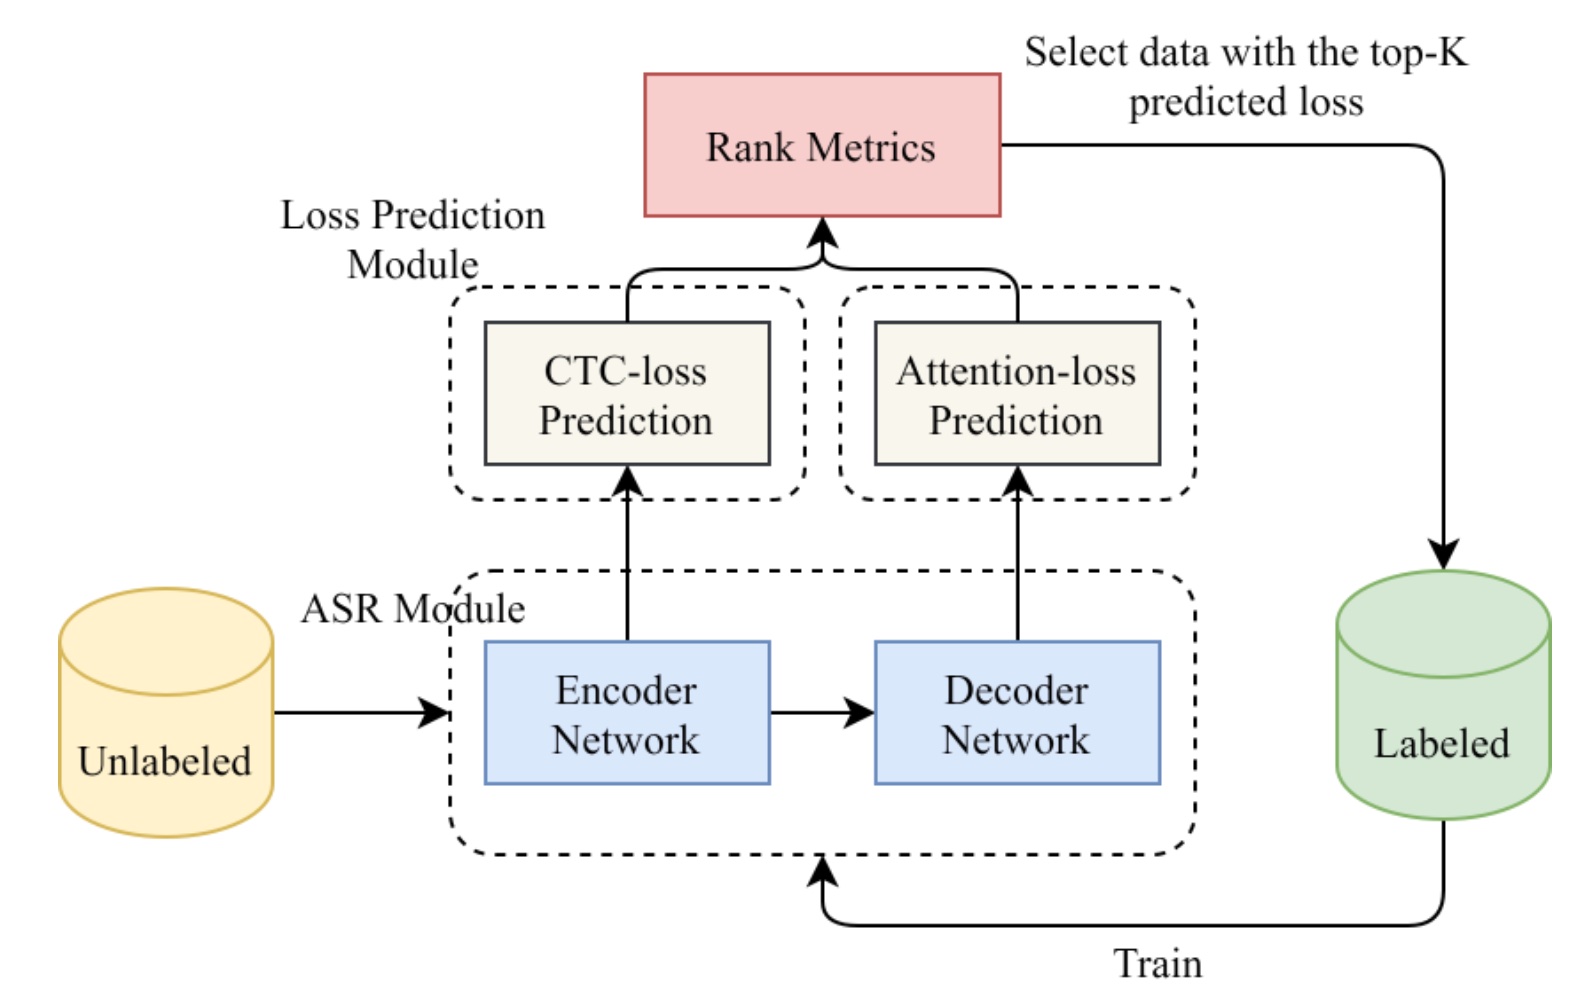 Select data with the top-K
predicted loss
Rank Metrics
Loss Prediction
Module
CTC-loss
Prediction
Attention-loss
Prediction
ASR Module
Encoder
Network
Decoder
Network
Unlabeled
Labeled
Train